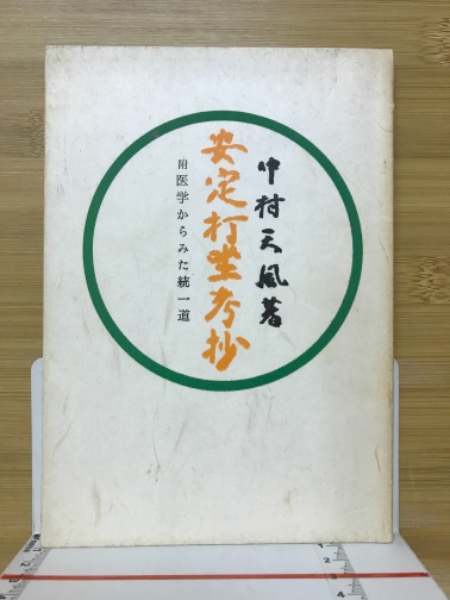 中村天風著
安定打坐考抄
附医学からみた統一道